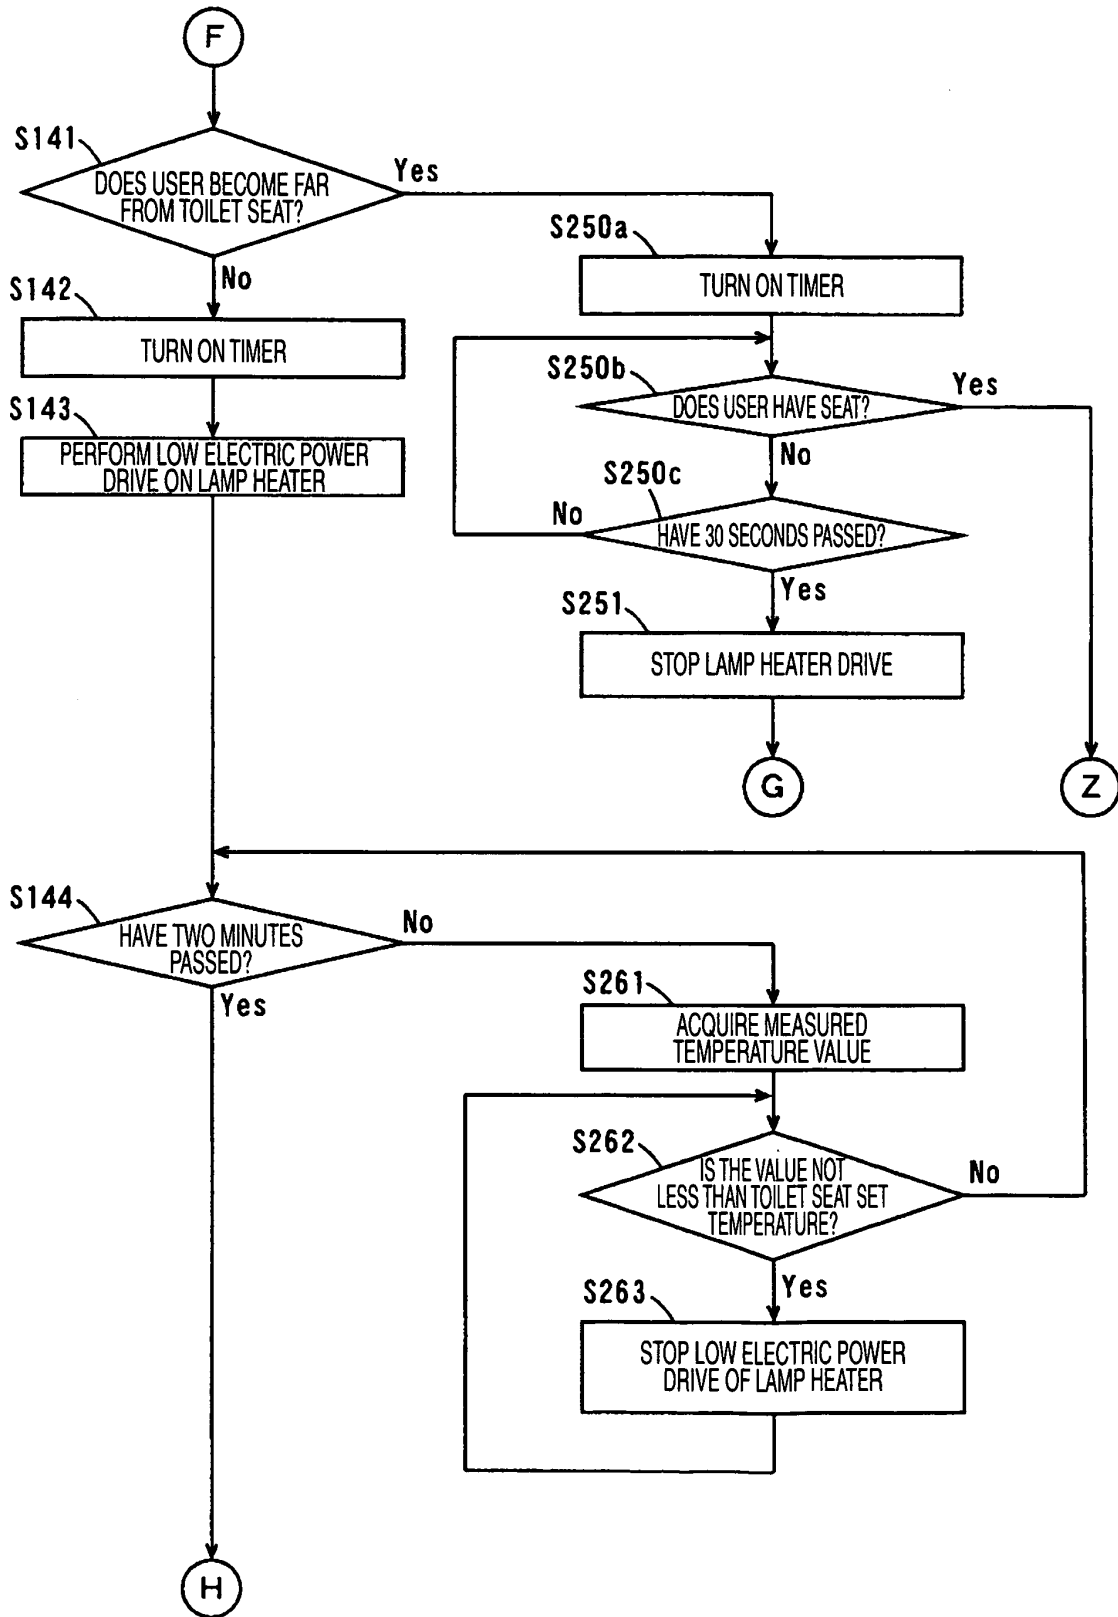 F
S141
DOES USER BECOME FAR
FROM TOILET SEAT?
Yes
No
S142
TURN ON TIMER
S143
PERFORM LOW ELECTRIC POWER
DRIVE ON LAMP HEATER
S250a
TURN ON TIMER
S250b
DOES USER HAVE SEAT?
Yes
No
S250c
HAVE 30 SECONDS PASSED?
No
Yes
S251
STOP LAMP HEATER DRIVE
G
Z
S144
HAVE TWO MINUTES
PASSED?
No
Yes
S261
ACQUIRE MEASURED
TEMPERATURE VALUE
S262
IS THE VALUE NOT
LESS THAN TOILET SEAT SET
TEMPERATURE?
No
Yes
S263
STOP LOW ELECTRIC POWER
DRIVE OF LAMP HEATER
H